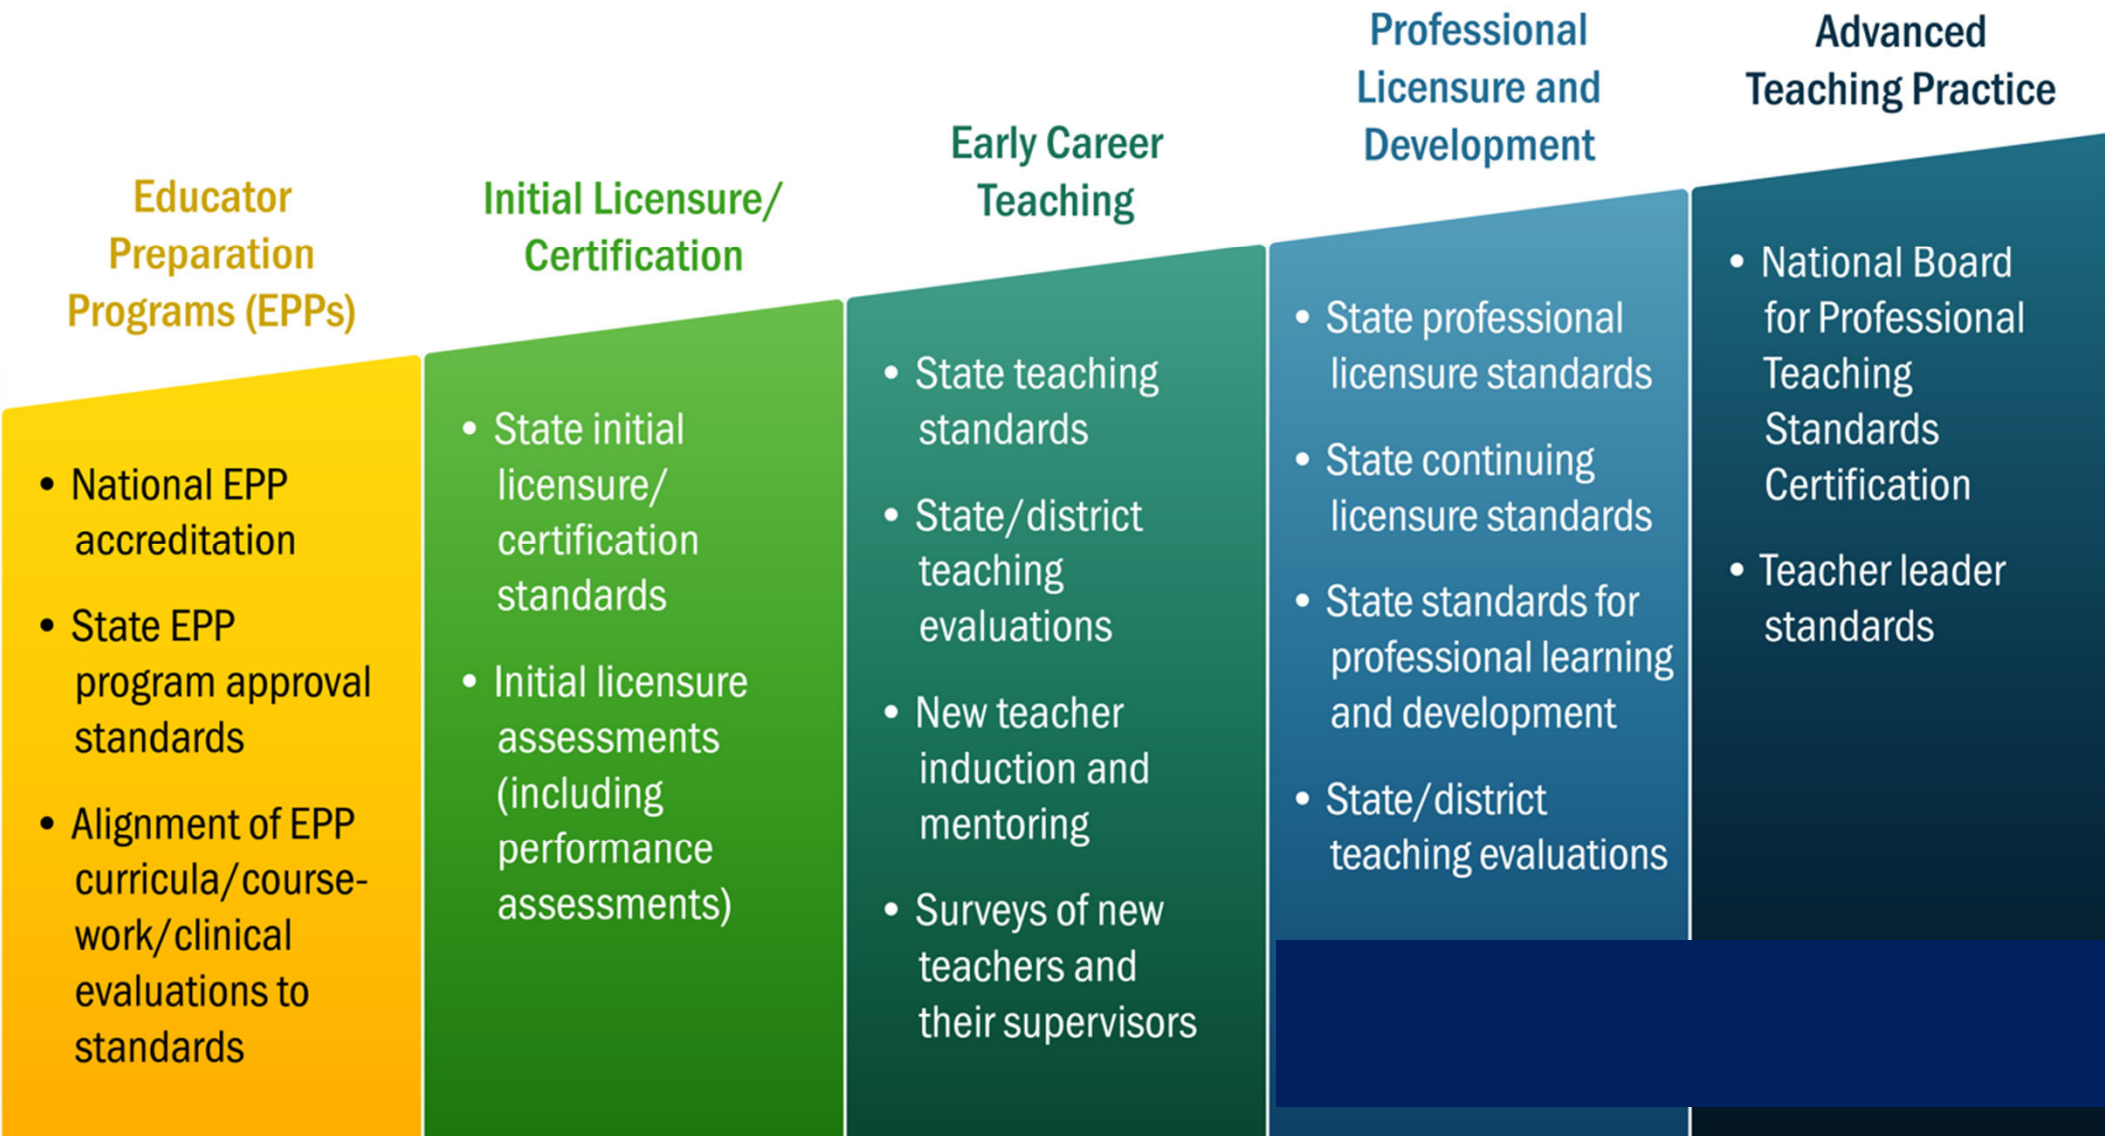 Educator
Preparation
Programs (EPPs)
• National EPP
accreditation
• State EPP
program approval
standards
• Alignment of EPP
curricula/course-
work/clinical
evaluations to
standards
Initial Licensure/
Certification
• State initial
licensure/
certification
standards
• Initial licensure
assessments
(including
performance
assessments)
Early Career
Teaching
• State teaching
standards
• State/district
teaching
evaluations
• New teacher
induction and
mentoring
• Surveys of new
teachers and
their supervisors
Professional
Licensure and
Development
• State professional
licensure standards
• State continuing
licensure standards
• State standards for
professional learning
and development
• State/district
teaching evaluations
Advanced
Teaching Practice
• National Board
for Professional
Teaching
Standards
Certification
• Teacher leader
standards